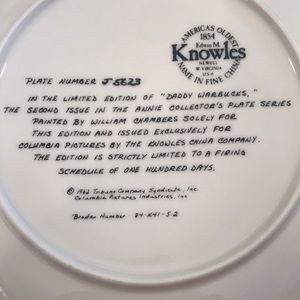 AMERICA'S OLDEST
1854
Edwin M.
Knowles
NEWELL
W. VIRGINIA
U.S.A.
NAME IN FINE CHINA
PLATE NUMBER J5623
IN THE LIMITED EDITION OF "DADDY WARBUCKS,"
THE SECOND ISSUE IN THE ANNIE COLLECTOR'S PLATE SERIES
PAINTED BY WILLIAM CHAMBERS SOLELY FOR
THIS EDITION AND ISSUED EXCLUSIVELY FOR
COLUMBIA PICTURES BY THE KNOWLES CHINA COMPANY.
THE EDITION IS STRICTLY LIMITED TO A FIRING
SCHEDULE OF ONE HUNDRED DAYS.
© 1982 Tribune Company Syndicate, Inc.
Columbia Pictures Industries, Inc.
Bradex Number: 84-K41-5.2